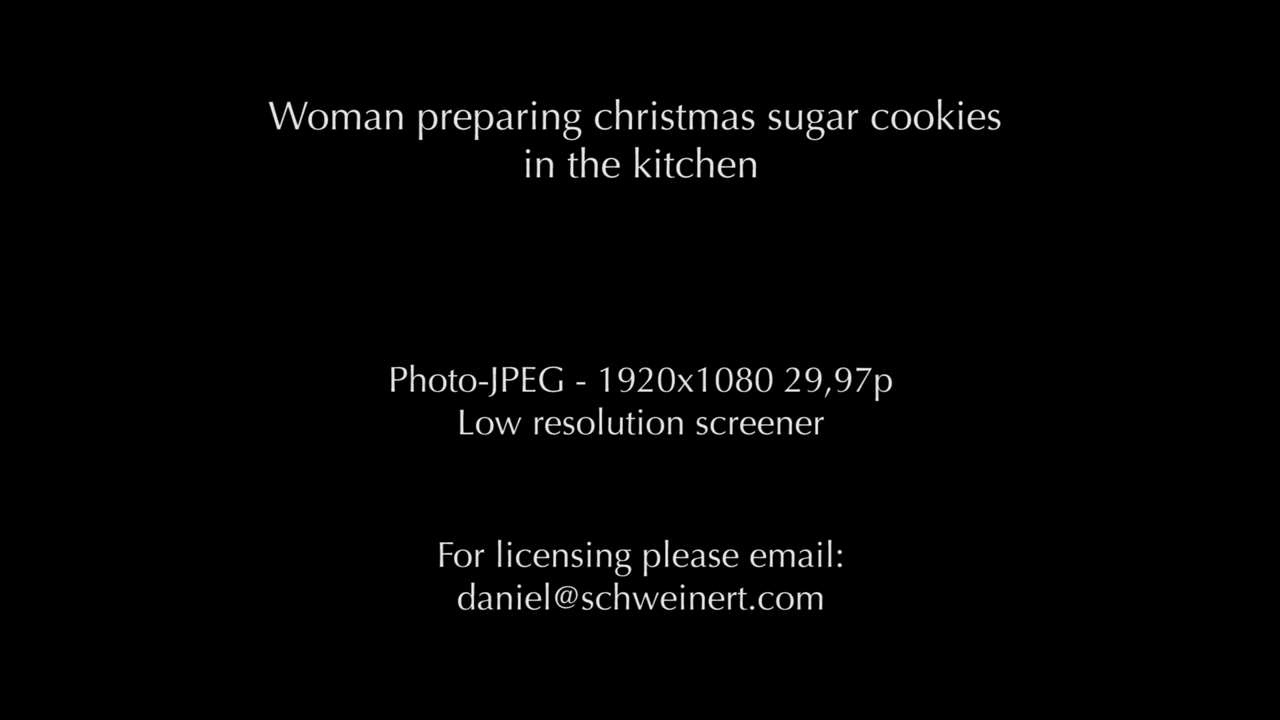 Woman preparing christmas sugar cookies
in the kitchen
Photo-JPEG - 1920x1080 29,97p
Low resolution screener
For licensing please email:
daniel@schweinert.com